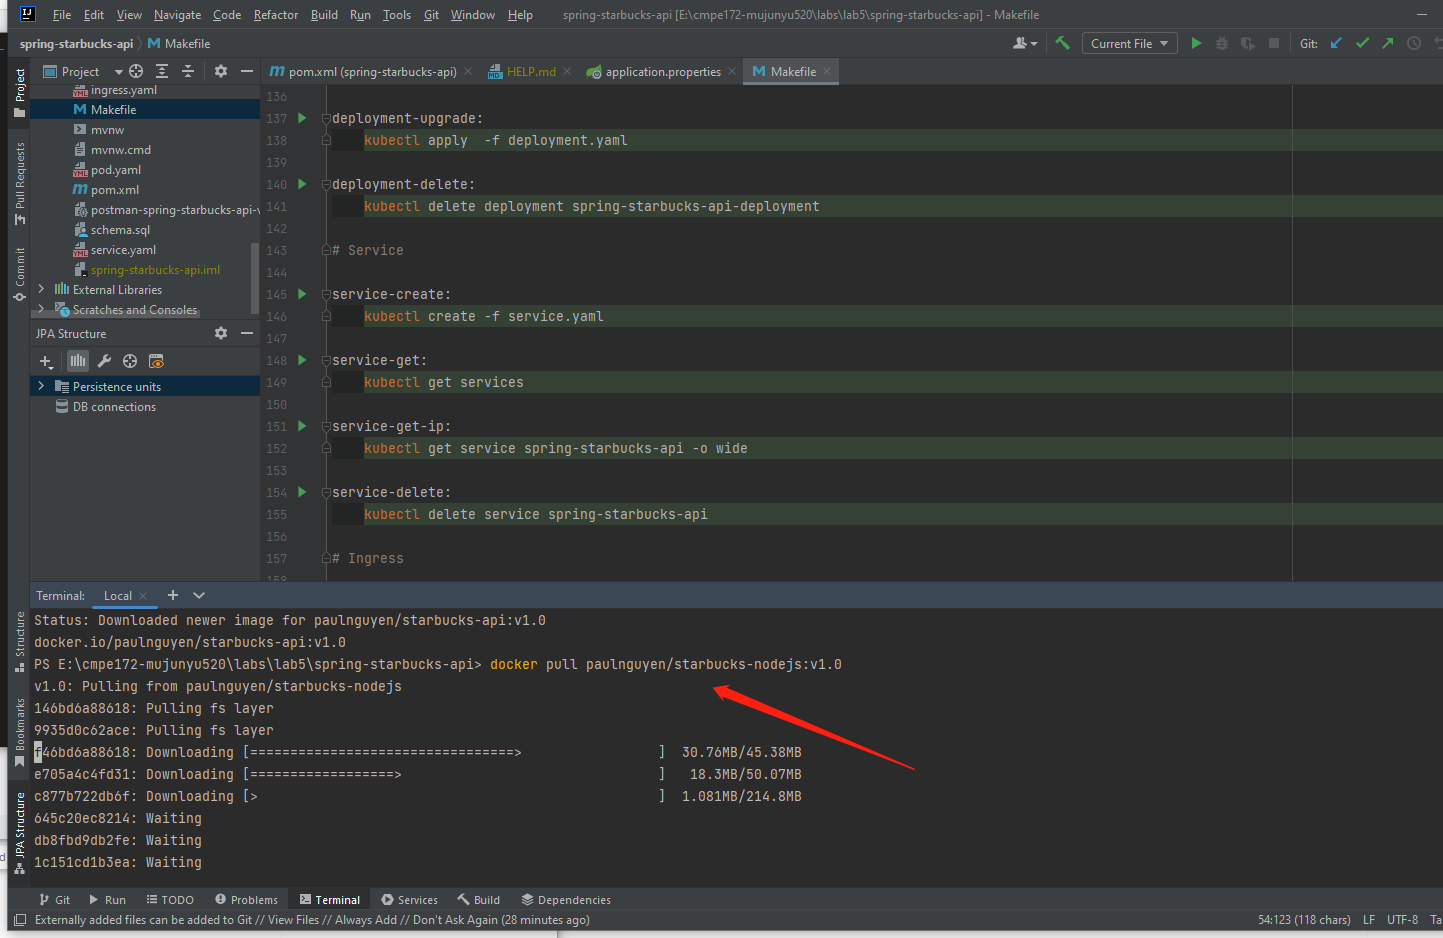 File Edit View Navigate Code Refactor Build Run Tools Git Window Help spring-starbucks-api [E:\cmpe172-mujunyu520\labs\lab5\spring-starbucks-api] - Makefile
spring-starbucks-api Makefile
Current File Git:
Project
pom.xml (spring-starbucks-api) HELP.md application.properties Makefile
Project
Pull Requests
Commit
Structure
Bookmarks
JPA Structure
ingress.yaml
Makefile
mvnw
mvnw.cmd
pod.yaml
pom.xml
postman-spring-starbucks-api-v
schema.sql
service.yaml
spring-starbucks-api.iml
External Libraries
Scratches and Consoles
JPA Structure
Persistence units
DB connections
136
137 deployment-upgrade:
138 kubectl apply  -f deployment.yaml
139
140 deployment-delete:
141 kubectl delete deployment spring-starbucks-api-deployment
142
143 # Service
144
145 service-create:
146 kubectl create -f service.yaml
147
148 service-get:
149 kubectl get services
150
151 service-get-ip:
152 kubectl get service spring-starbucks-api -o wide
153
154 service-delete:
155 kubectl delete service spring-starbucks-api
156
157 # Ingress
158
Terminal: Local
Status: Downloaded newer image for paulnguyen/starbucks-api:v1.0
docker.io/paulnguyen/starbucks-api:v1.0
PS E:\cmpe172-mujunyu520\labs\lab5\spring-starbucks-api> docker pull paulnguyen/starbucks-nodejs:v1.0
v1.0: Pulling from paulnguyen/starbucks-nodejs
146bd6a88618: Pulling fs layer
9935d0c62ace: Pulling fs layer
f46bd6a88618: Downloading [=================================>                 ]  30.76MB/45.38MB
e705a4c4fd31: Downloading [==================>                                ]   18.3MB/50.07MB
c877b722db6f: Downloading [>                                                  ]  1.081MB/214.8MB
645c20ec8214: Waiting
db8fbd9db2fe: Waiting
1c151cd1b3ea: Waiting
Git Run TODO Problems Terminal Services Build Dependencies
Externally added files can be added to Git // View Files // Always Add // Don't Ask Again (28 minutes ago) 54:123 (118 chars) LF UTF-8 Ta